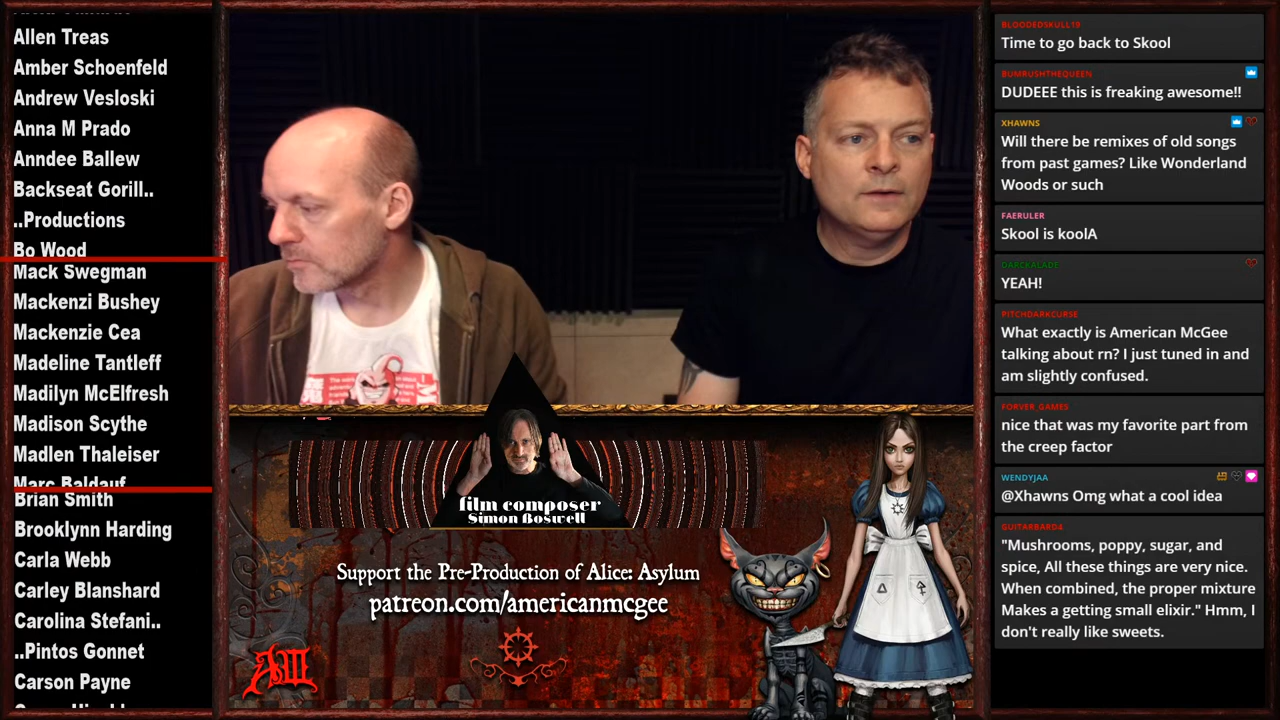 Allen Treas
Amber Schoenfeld
Andrew Vesloski
Anna M Prado
Anndee Ballew
Backseat Gorill..
..Productions
Bo Wood
Mack Swegman
Mackenzi Bushey
Mackenzie Cea
Madeline Tantleff
Madilyn McElfresh
Madison Scythe
Madlen Thaleiser
Marc Baldauf
Brian Smith
Brooklynn Harding
Carla Webb
Carley Blanshard
Carolina Stefani..
..Pintos Gonnet
Carson Payne
film composer
Simon Boswell
Support the Pre-Production of Alice: Asylum
patreon.com/americanmcgee
BLOODEDSKULL19
Time to go back to Skool
BUMRUSHTHEQUEEN
DUDEEE this is freaking awesome!!
XHAWNS
Will there be remixes of old songs
from past games? Like Wonderland
Woods or such
FAERULER
Skool is koolA
DARCKALADE
YEAH!
PITCHDARKCURSE
What exactly is American McGee
talking about rn? I just tuned in and
am slightly confused.
FORVER_GAMES
nice that was my favorite part from
the creep factor
WENDYJAA
@Xhawns Omg what a cool idea
GUITARBARD4
"Mushrooms, poppy, sugar, and
spice, All these things are very nice.
When combined, the proper mixture
Makes a getting small elixir." Hmm, I
don't really like sweets.